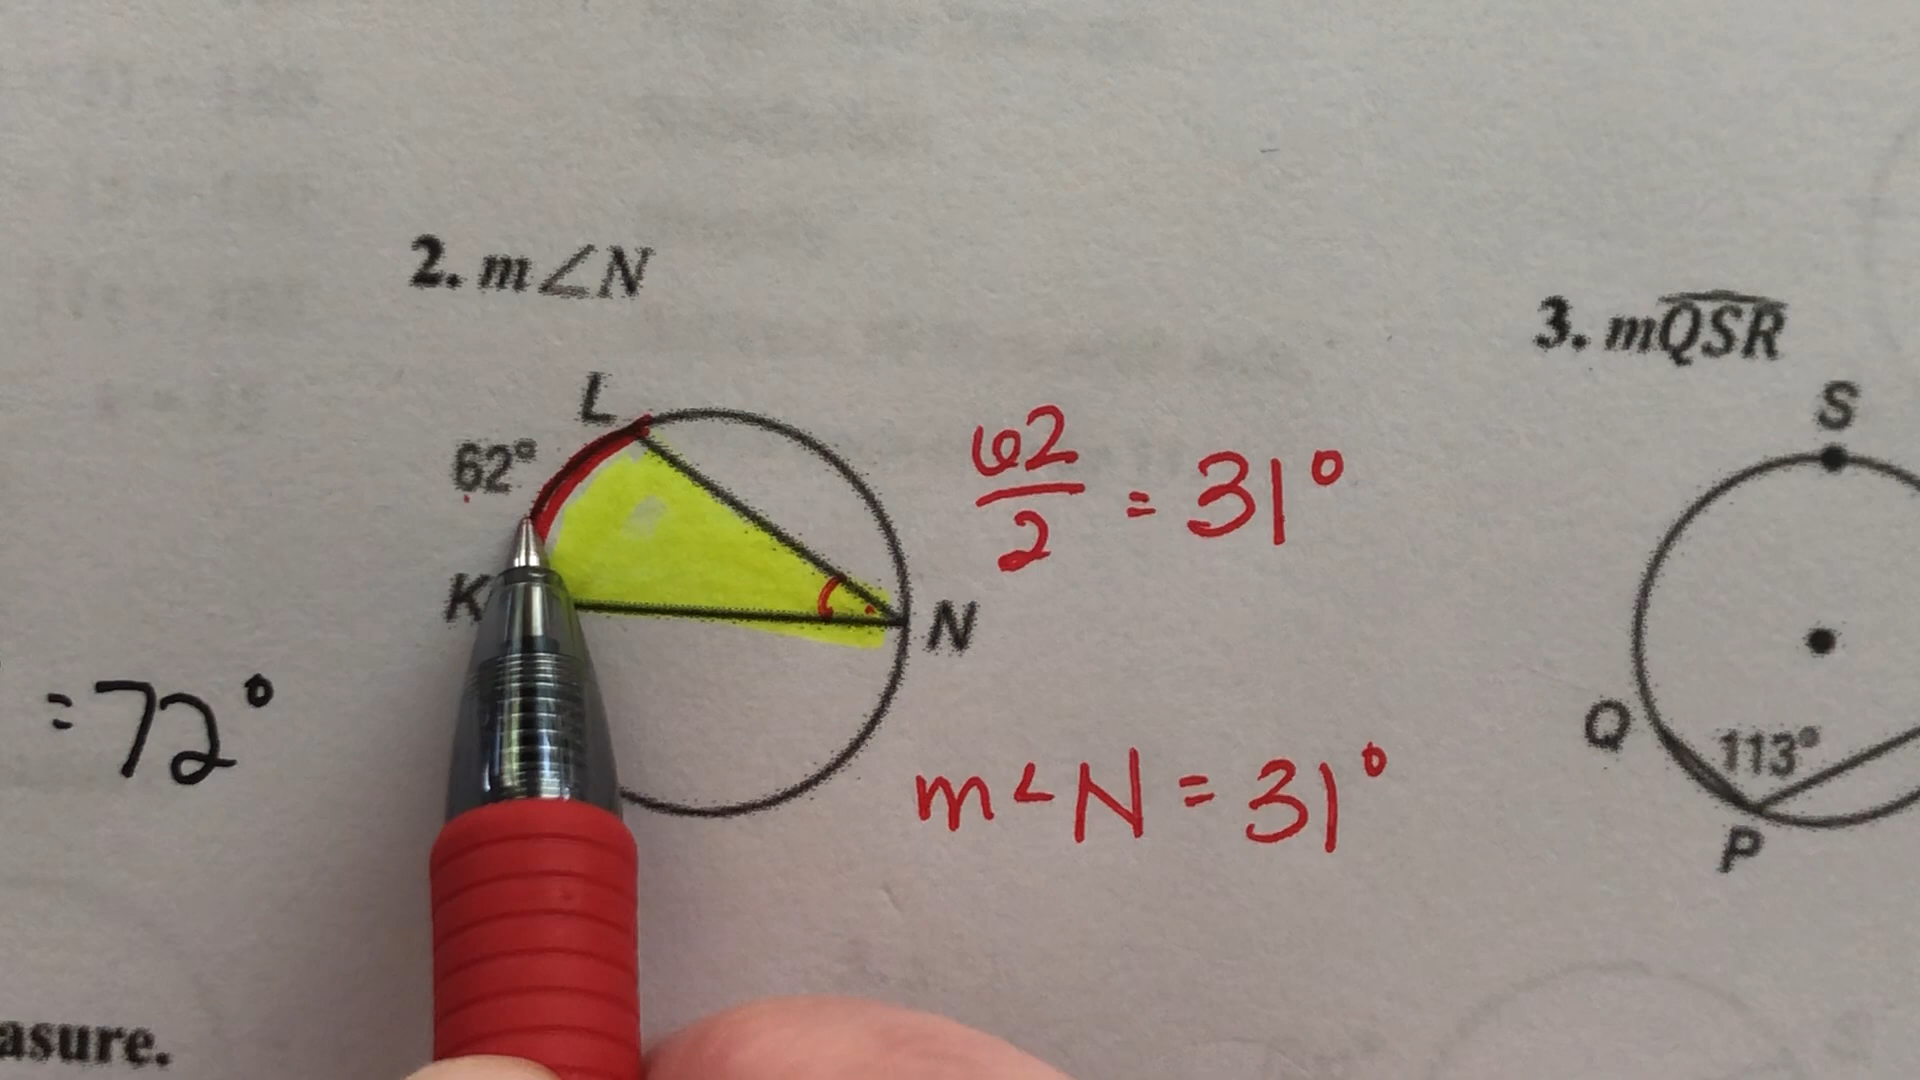 2. m∠N
3. mQSR
L
S
62°
62/2 = 31°
K
N
= 72°
Q
113°
m∠N = 31°
P
asure.